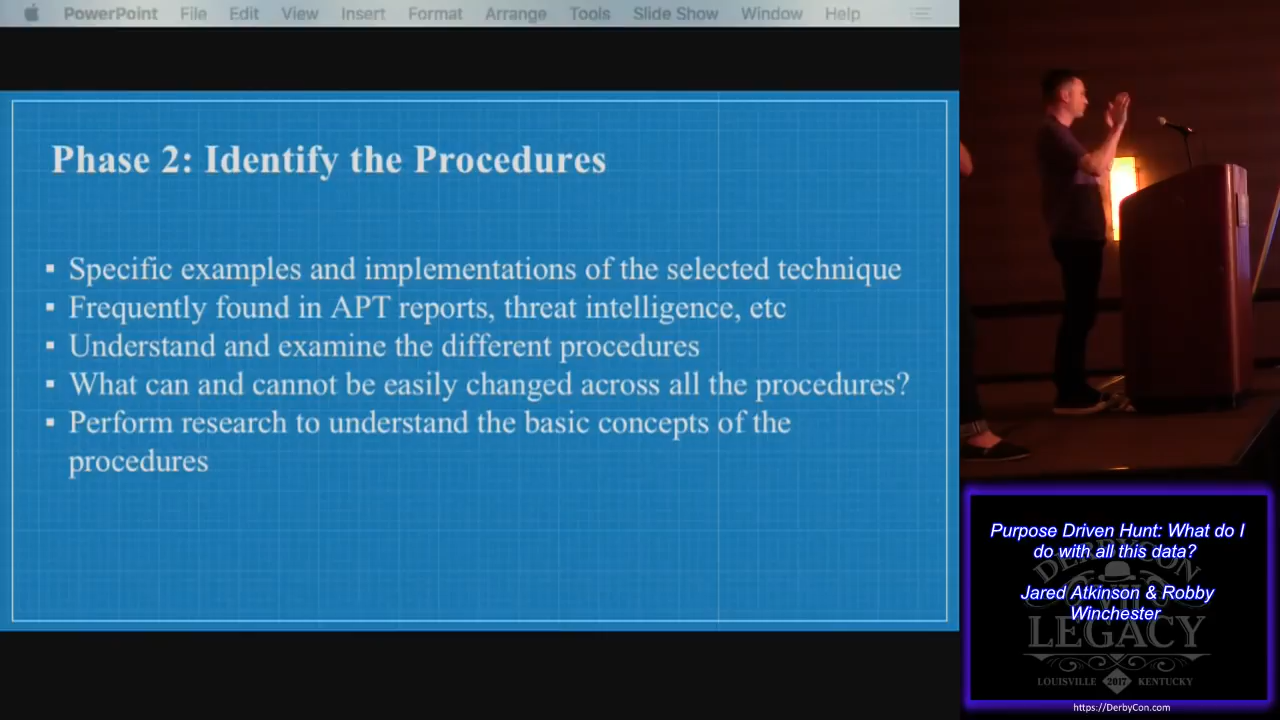 PowerPoint File Edit View Insert Format Arrange Tools Slide Show Window Help
Phase 2: Identify the Procedures
▪ Specific examples and implementations of the selected technique
▪ Frequently found in APT reports, threat intelligence, etc
▪ Understand and examine the different procedures
▪ What can and cannot be easily changed across all the procedures?
▪ Perform research to understand the basic concepts of the
procedures
Purpose Driven Hunt: What do I
do with all this data?
Jared Atkinson & Robby
Winchester
DERBYCON
LEGACY
LOUISVILLE 2017 KENTUCKY
https://DerbyCon.com